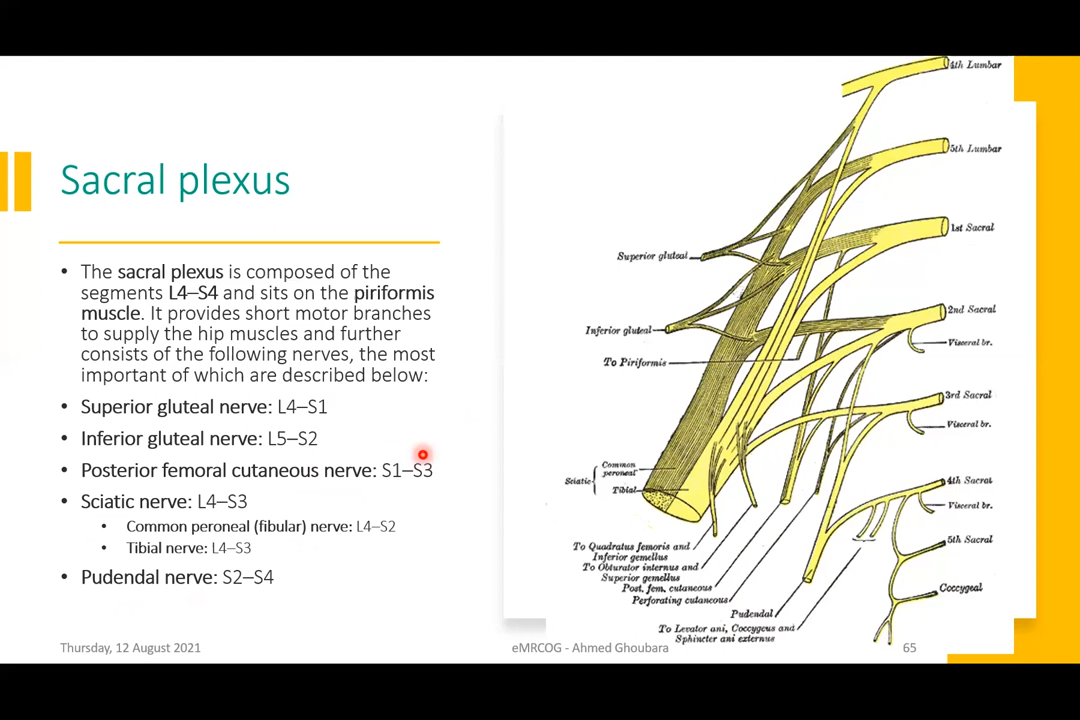 Sacral plexus
• The sacral plexus is composed of the
segments L4–S4 and sits on the piriformis
muscle. It provides short motor branches
to supply the hip muscles and further
consists of the following nerves, the most
important of which are described below:
• Superior gluteal nerve: L4–S1
• Inferior gluteal nerve: L5–S2
• Posterior femoral cutaneous nerve: S1–S3
• Sciatic nerve: L4–S3
• Common peroneal (fibular) nerve: L4–S2
• Tibial nerve: L4–S3
• Pudendal nerve: S2–S4
4th Lumbar
5th Lumbar
1st Sacral
Superior gluteal
2nd Sacral
Inferior gluteal
Visceral br.
To Piriformis
3rd Sacral
Visceral br.
Common
peroneal
Sciatic
Tibial
4th Sacral
Visceral br.
5th Sacral
To Quadratus femoris and
Inferior gemellus
To Obturator internus and
Superior gemellus
Post. fem. cutaneous
Perforating cutaneous
Coccygeal
Pudendal
To Levator ani, Coccygeus and
Sphincter ani externus
Thursday, 12 August 2021
eMRCOG - Ahmed Ghoubara
65